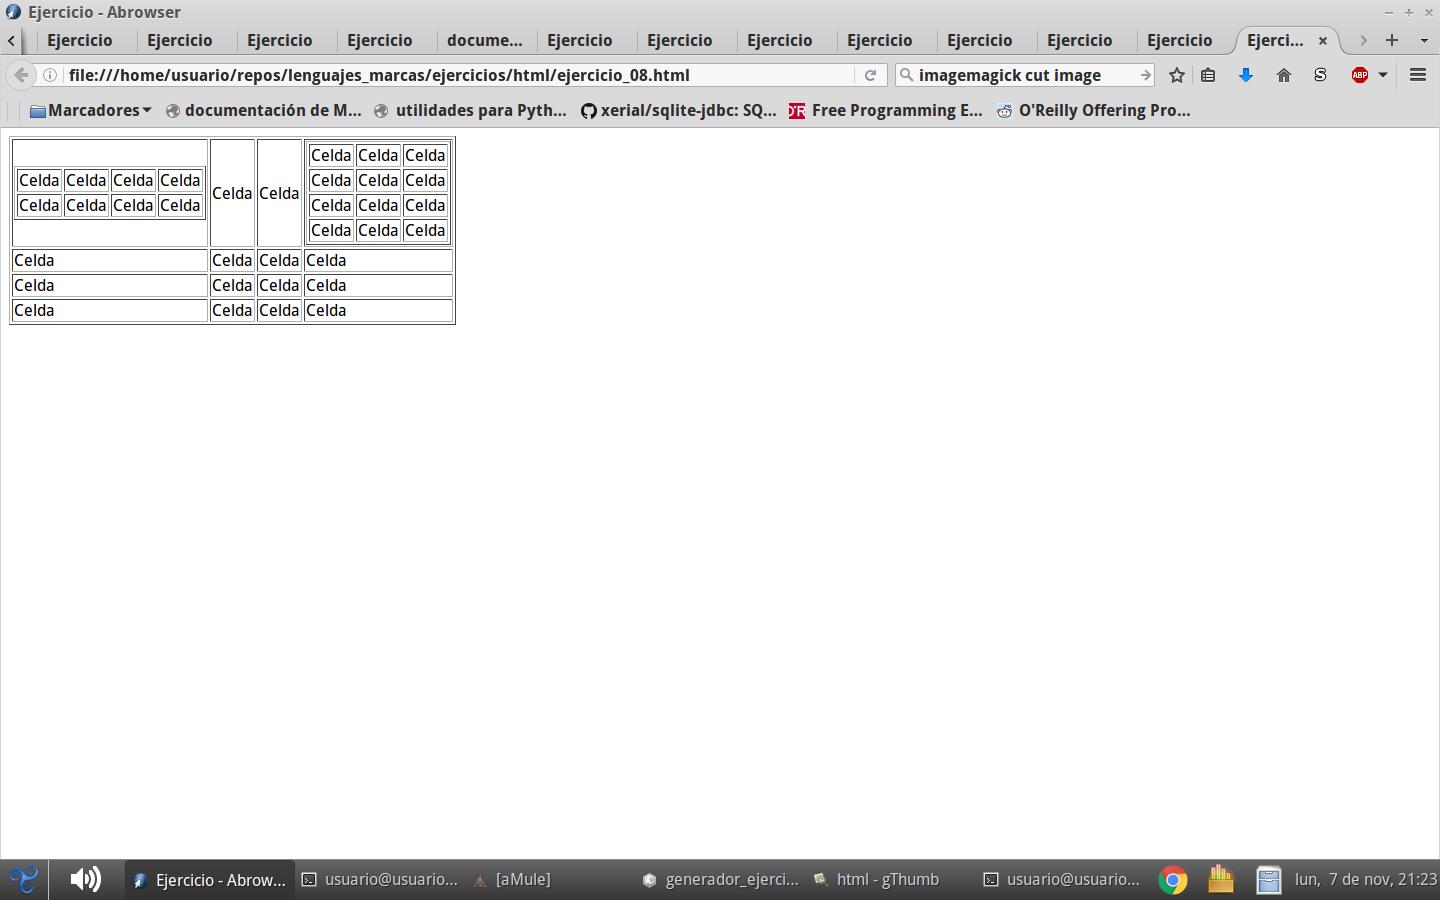 Ejercicio - Abrowser
Ejercicio Ejercicio Ejercicio Ejercicio docume... Ejercicio Ejercicio Ejercicio Ejercicio Ejercicio Ejercicio Ejercicio Ejerci...
file:///home/usuario/repos/lenguajes_marcas/ejercicios/html/ejercicio_08.html imagemagick cut image S ABP
Marcadores documentación de M... utilidades para Pyth... xerial/sqlite-jdbc: SQ... Free Programming E... O'Reilly Offering Pro...
Celda Celda Celda
Celda Celda Celda Celda Celda Celda Celda
Celda Celda
Celda Celda Celda Celda Celda Celda Celda
Celda Celda Celda
Celda Celda Celda Celda
Celda Celda Celda Celda
Celda Celda Celda Celda
Ejercicio - Abrow... usuario@usuario... [aMule] generador_ejerci... html - gThumb usuario@usuario... lun, 7 de nov, 21:23